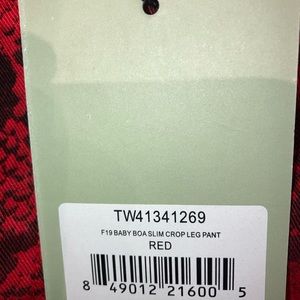 TW41341269
F19 BABY BOA SLIM CROP LEG PANT
RED
8 49012 21600 5